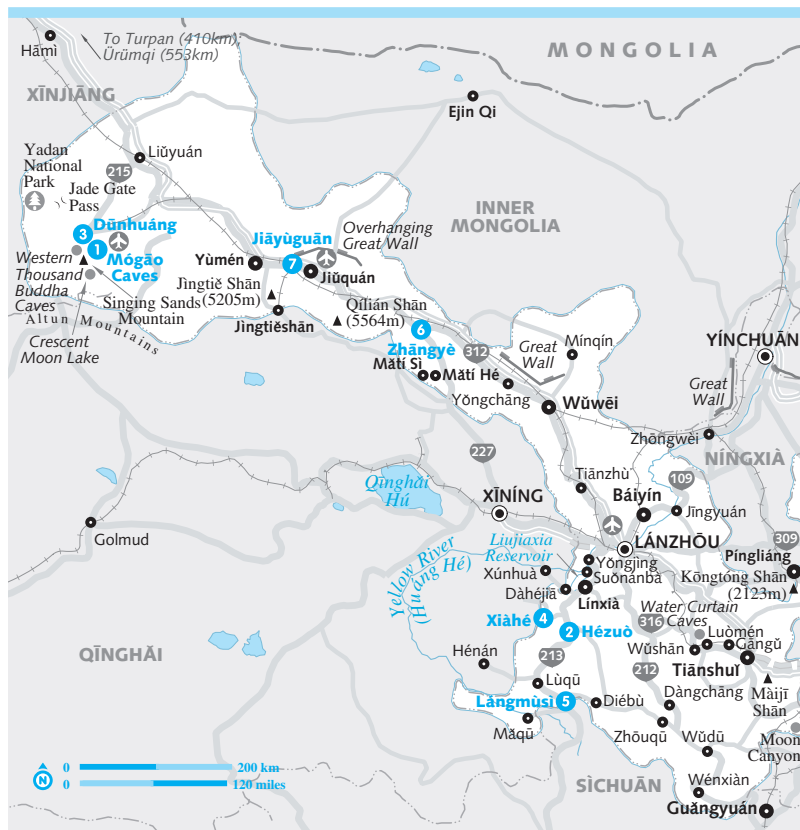 To Turpan (410km);
Ürümqi (553km)
Hāmì
MONGOLIA
XĪNJIĀNG
Ejin Qi
Yadan
National
Park
Liǔyuán
215
Jade Gate
Pass
INNER
MONGOLIA
3
Dūnhuáng
1
Mógāo
Caves
Jiāyùguān
7
Overhanging
Great Wall
Western
Thousand
Buddha
Caves
Yùmén
Jiǔquán
Jìngtiě Shān
(5205m)
Singing Sands
Mountain
Qílián Shān
(5564m)
Altun Mountains
Jìngtiěshān
Crescent
Moon Lake
6
Zhāngyè
312
Great
Wall
Mínqín
YÍNCHUĀN
Mǎtí Sì
Mǎtí Hé
Yǒngchāng
Great
Wall
Wǔwēi
Zhōngwèi
227
NÍNGXIÀ
Tiānzhù
109
Qīnghǎi
Hú
XĪNÍNG
Báiyín
Jìngyuán
Golmud
LÁNZHŌU
309
Liujiaxia
Reservoir
Yǒngjìng
Píngliáng
Xúnhuà
Suǒnánbà
Kōngtóng Shān
(2123m)
Yellow River
(Huáng Hé)
Dàhéjiā
Línxià
Water Curtain
Caves
Xiàhé
4
316
2
Hézuò
Luòmén
Wǔshān
Gāngǔ
QĪNGHǍI
Hénán
213
212
Tiānshuǐ
Lùqū
Màijī
Shān
Lángmùsì
5
Diébù
Dàngchāng
Mǎqū
Zhōuqū
Wǔdū
Moon
Canyon
0
200 km
N
0
120 miles
SÌCHUĀN
Wénxiàn
Guǎngyuán